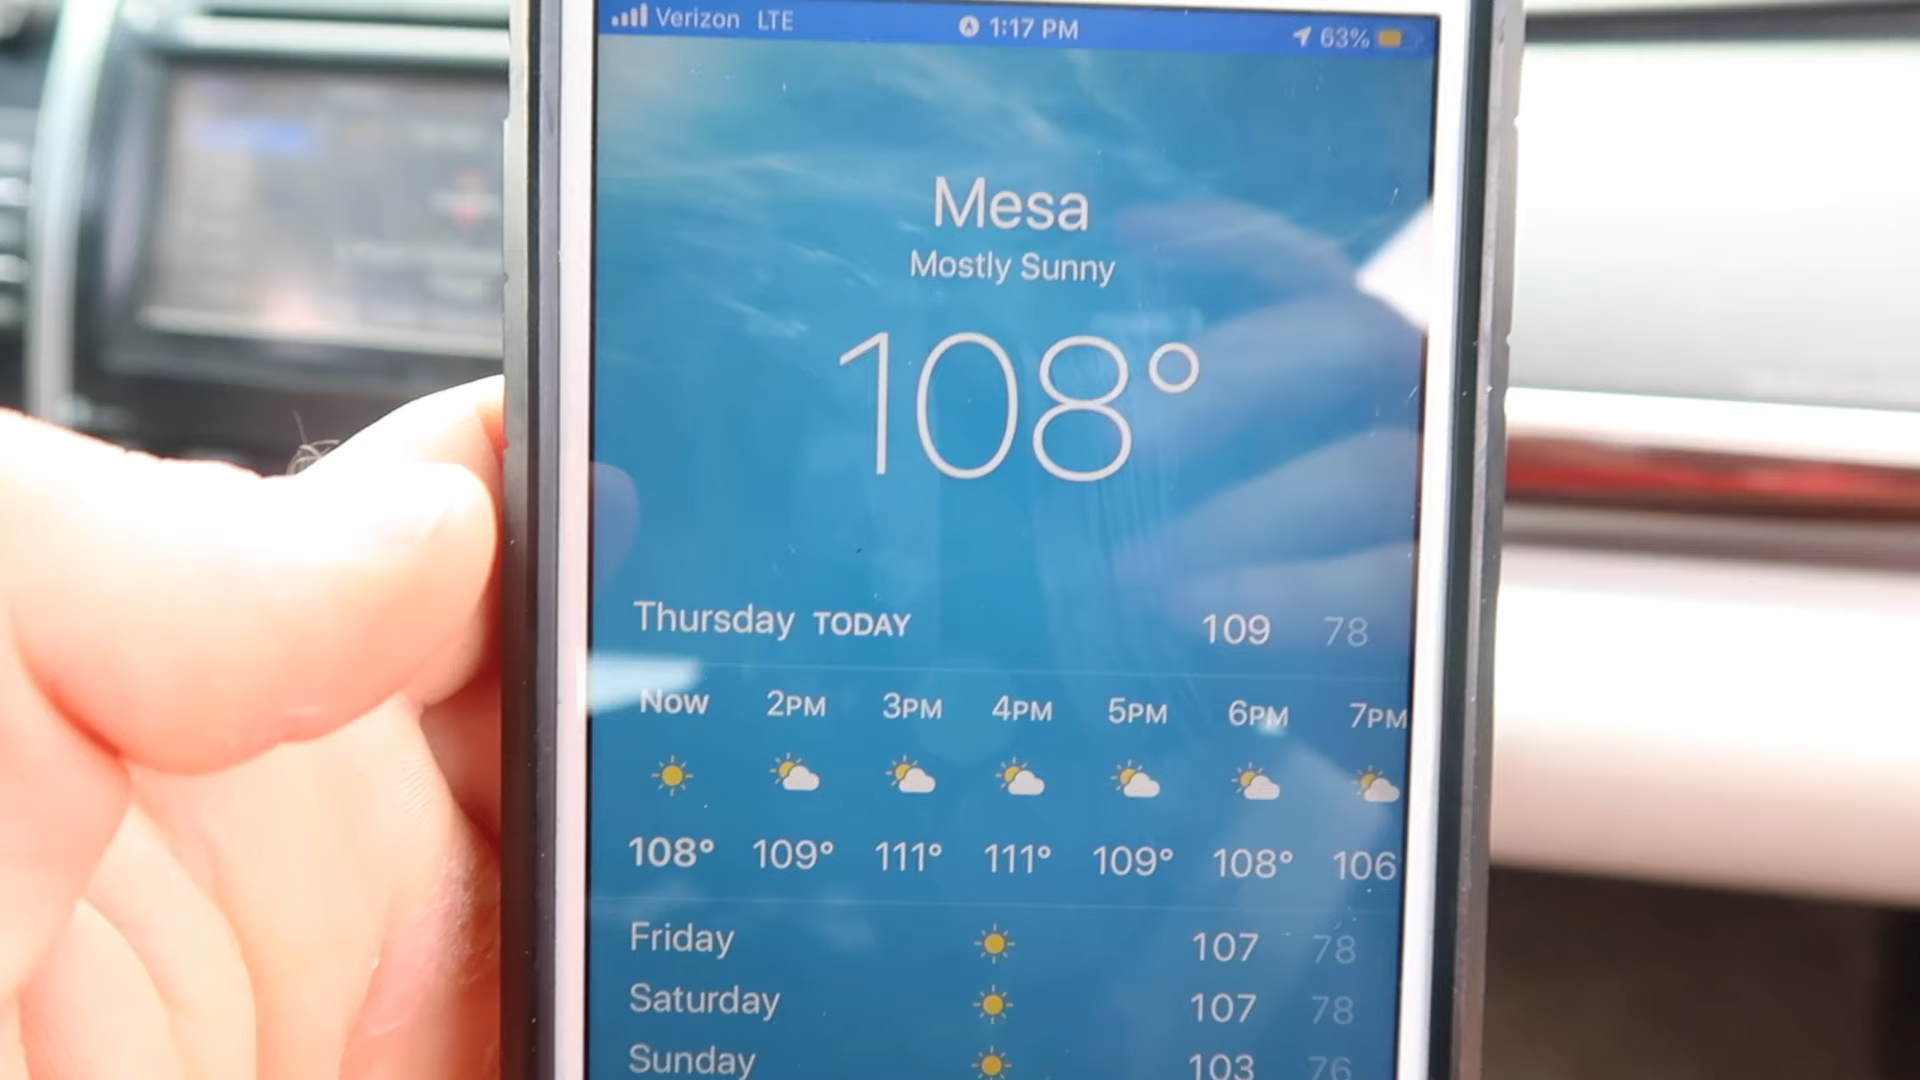 Verizon LTE 1:17 PM 63%
Mesa
Mostly Sunny
108°
Thursday TODAY 109 78
Now 2PM 3PM 4PM 5PM 6PM 7PM
108° 109° 111° 111° 109° 108° 106
Friday 107 78
Saturday 107 78
Sunday 103 76